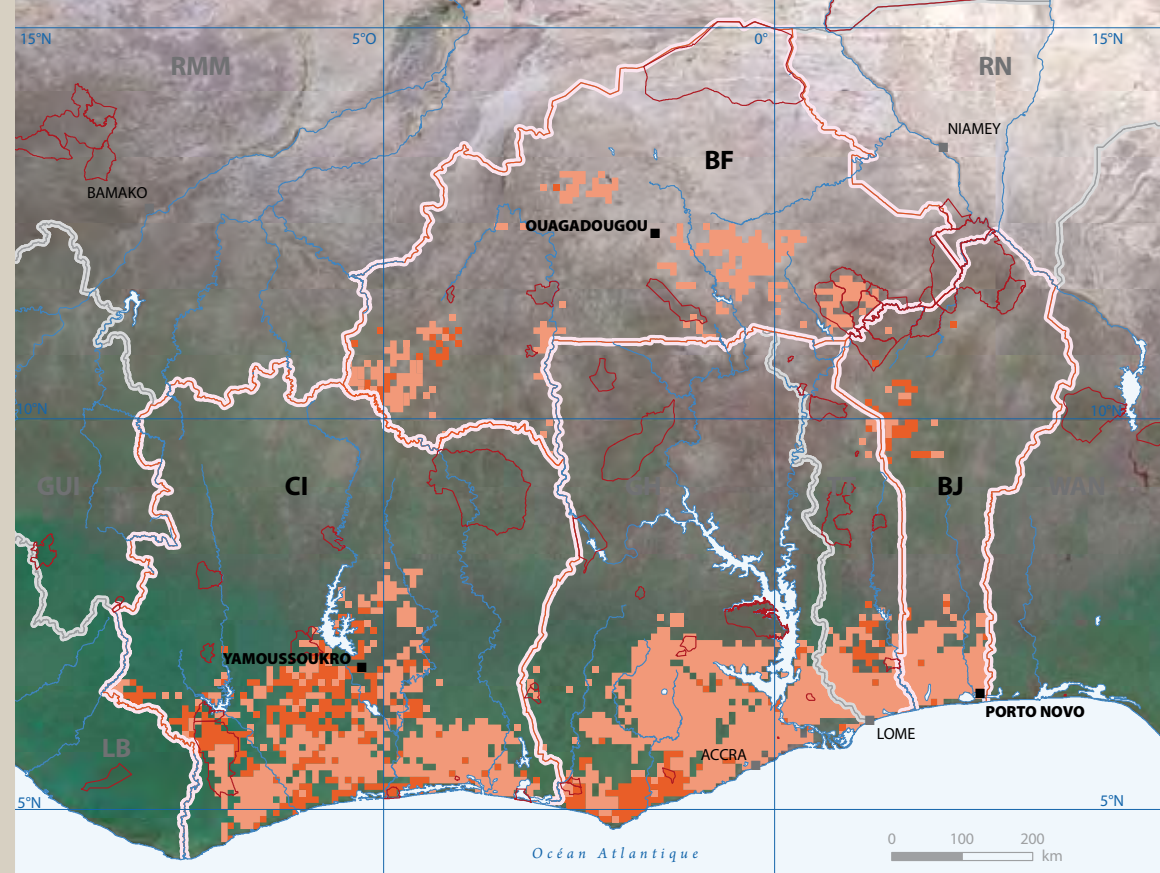 15°N
5°O
0°
15°N
RMM
RN
NIAMEY
BF
BAMAKO
OUAGADOUGOU
10°N
10°N
GUI
CI
BJ
WAN
YAMOUSSOUKRO
PORTO NOVO
LOME
LB
ACCRA
5°N
5°N
0 100 200
km
Océan Atlantique